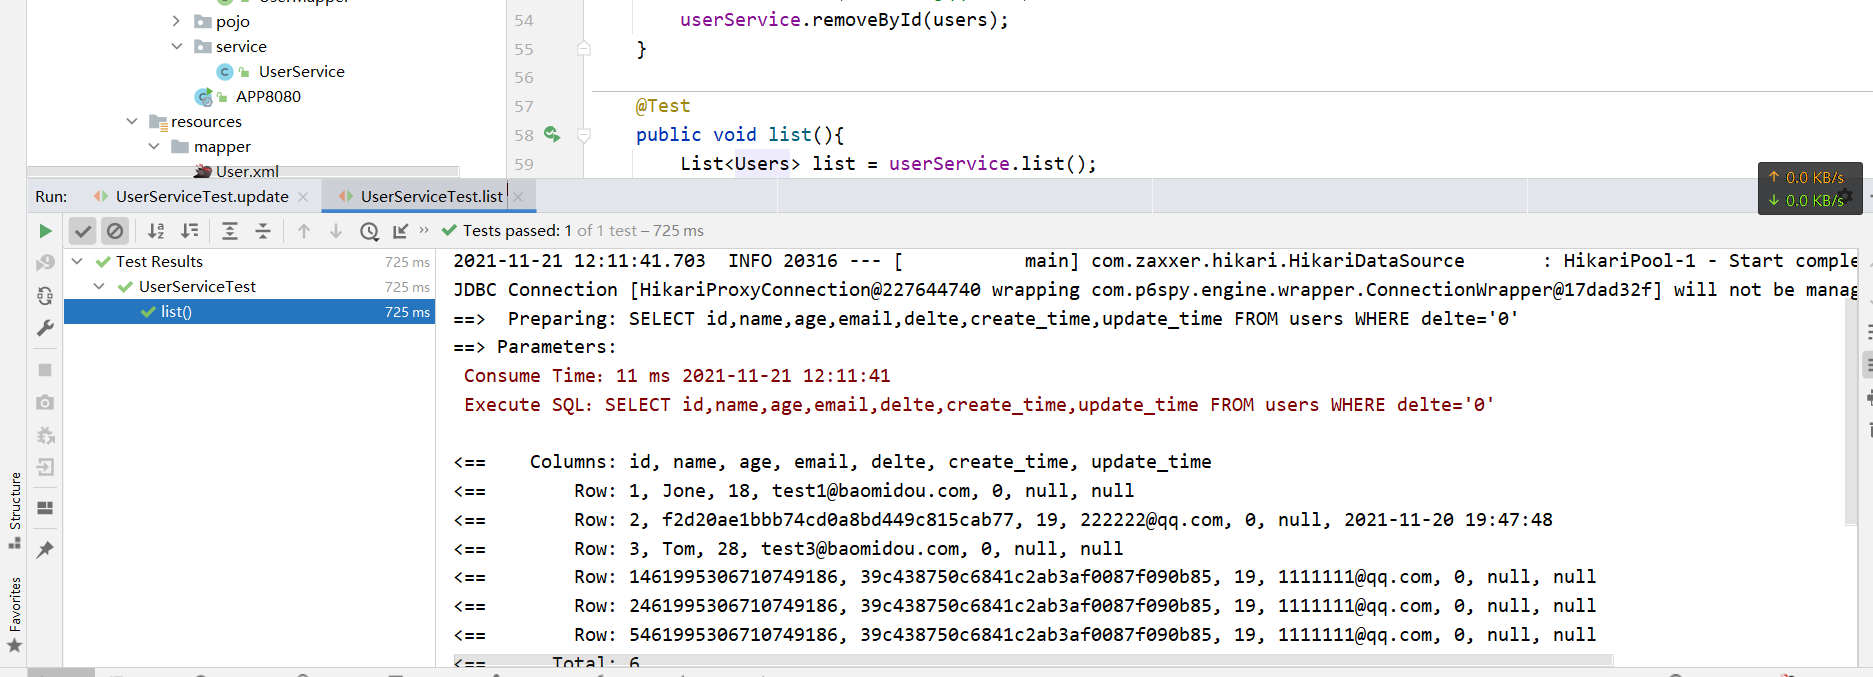 pojo
service
UserService
APP8080
resources
mapper
User.xml
54 userService.removeById(users);
55 }
56
57 @Test
58 public void list(){
59 List<Users> list = userService.list();
↑ 0.0 KB/s
↓ 0.0 KB/s
Run: UserServiceTest.update × UserServiceTest.list ×
» Tests passed: 1 of 1 test – 725 ms
Test Results 725 ms
UserServiceTest 725 ms
list() 725 ms
2021-11-21 12:11:41.703  INFO 20316 --- [           main] com.zaxxer.hikari.HikariDataSource       : HikariPool-1 - Start comple
JDBC Connection [HikariProxyConnection@227644740 wrapping com.p6spy.engine.wrapper.ConnectionWrapper@17dad32f] will not be manag
==>  Preparing: SELECT id,name,age,email,delte,create_time,update_time FROM users WHERE delte='0'
==> Parameters:
Consume Time：11 ms 2021-11-21 12:11:41
Execute SQL：SELECT id,name,age,email,delte,create_time,update_time FROM users WHERE delte='0'
<==    Columns: id, name, age, email, delte, create_time, update_time
<==        Row: 1, Jone, 18, test1@baomidou.com, 0, null, null
<==        Row: 2, f2d20ae1bbb74cd0a8bd449c815cab77, 19, 222222@qq.com, 0, null, 2021-11-20 19:47:48
<==        Row: 3, Tom, 28, test3@baomidou.com, 0, null, null
<==        Row: 1461995306710749186, 39c438750c6841c2ab3af0087f090b85, 19, 1111111@qq.com, 0, null, null
<==        Row: 2461995306710749186, 39c438750c6841c2ab3af0087f090b85, 19, 1111111@qq.com, 0, null, null
<==        Row: 5461995306710749186, 39c438750c6841c2ab3af0087f090b85, 19, 1111111@qq.com, 0, null, null
<==      Total: 6
Structure
Favorites